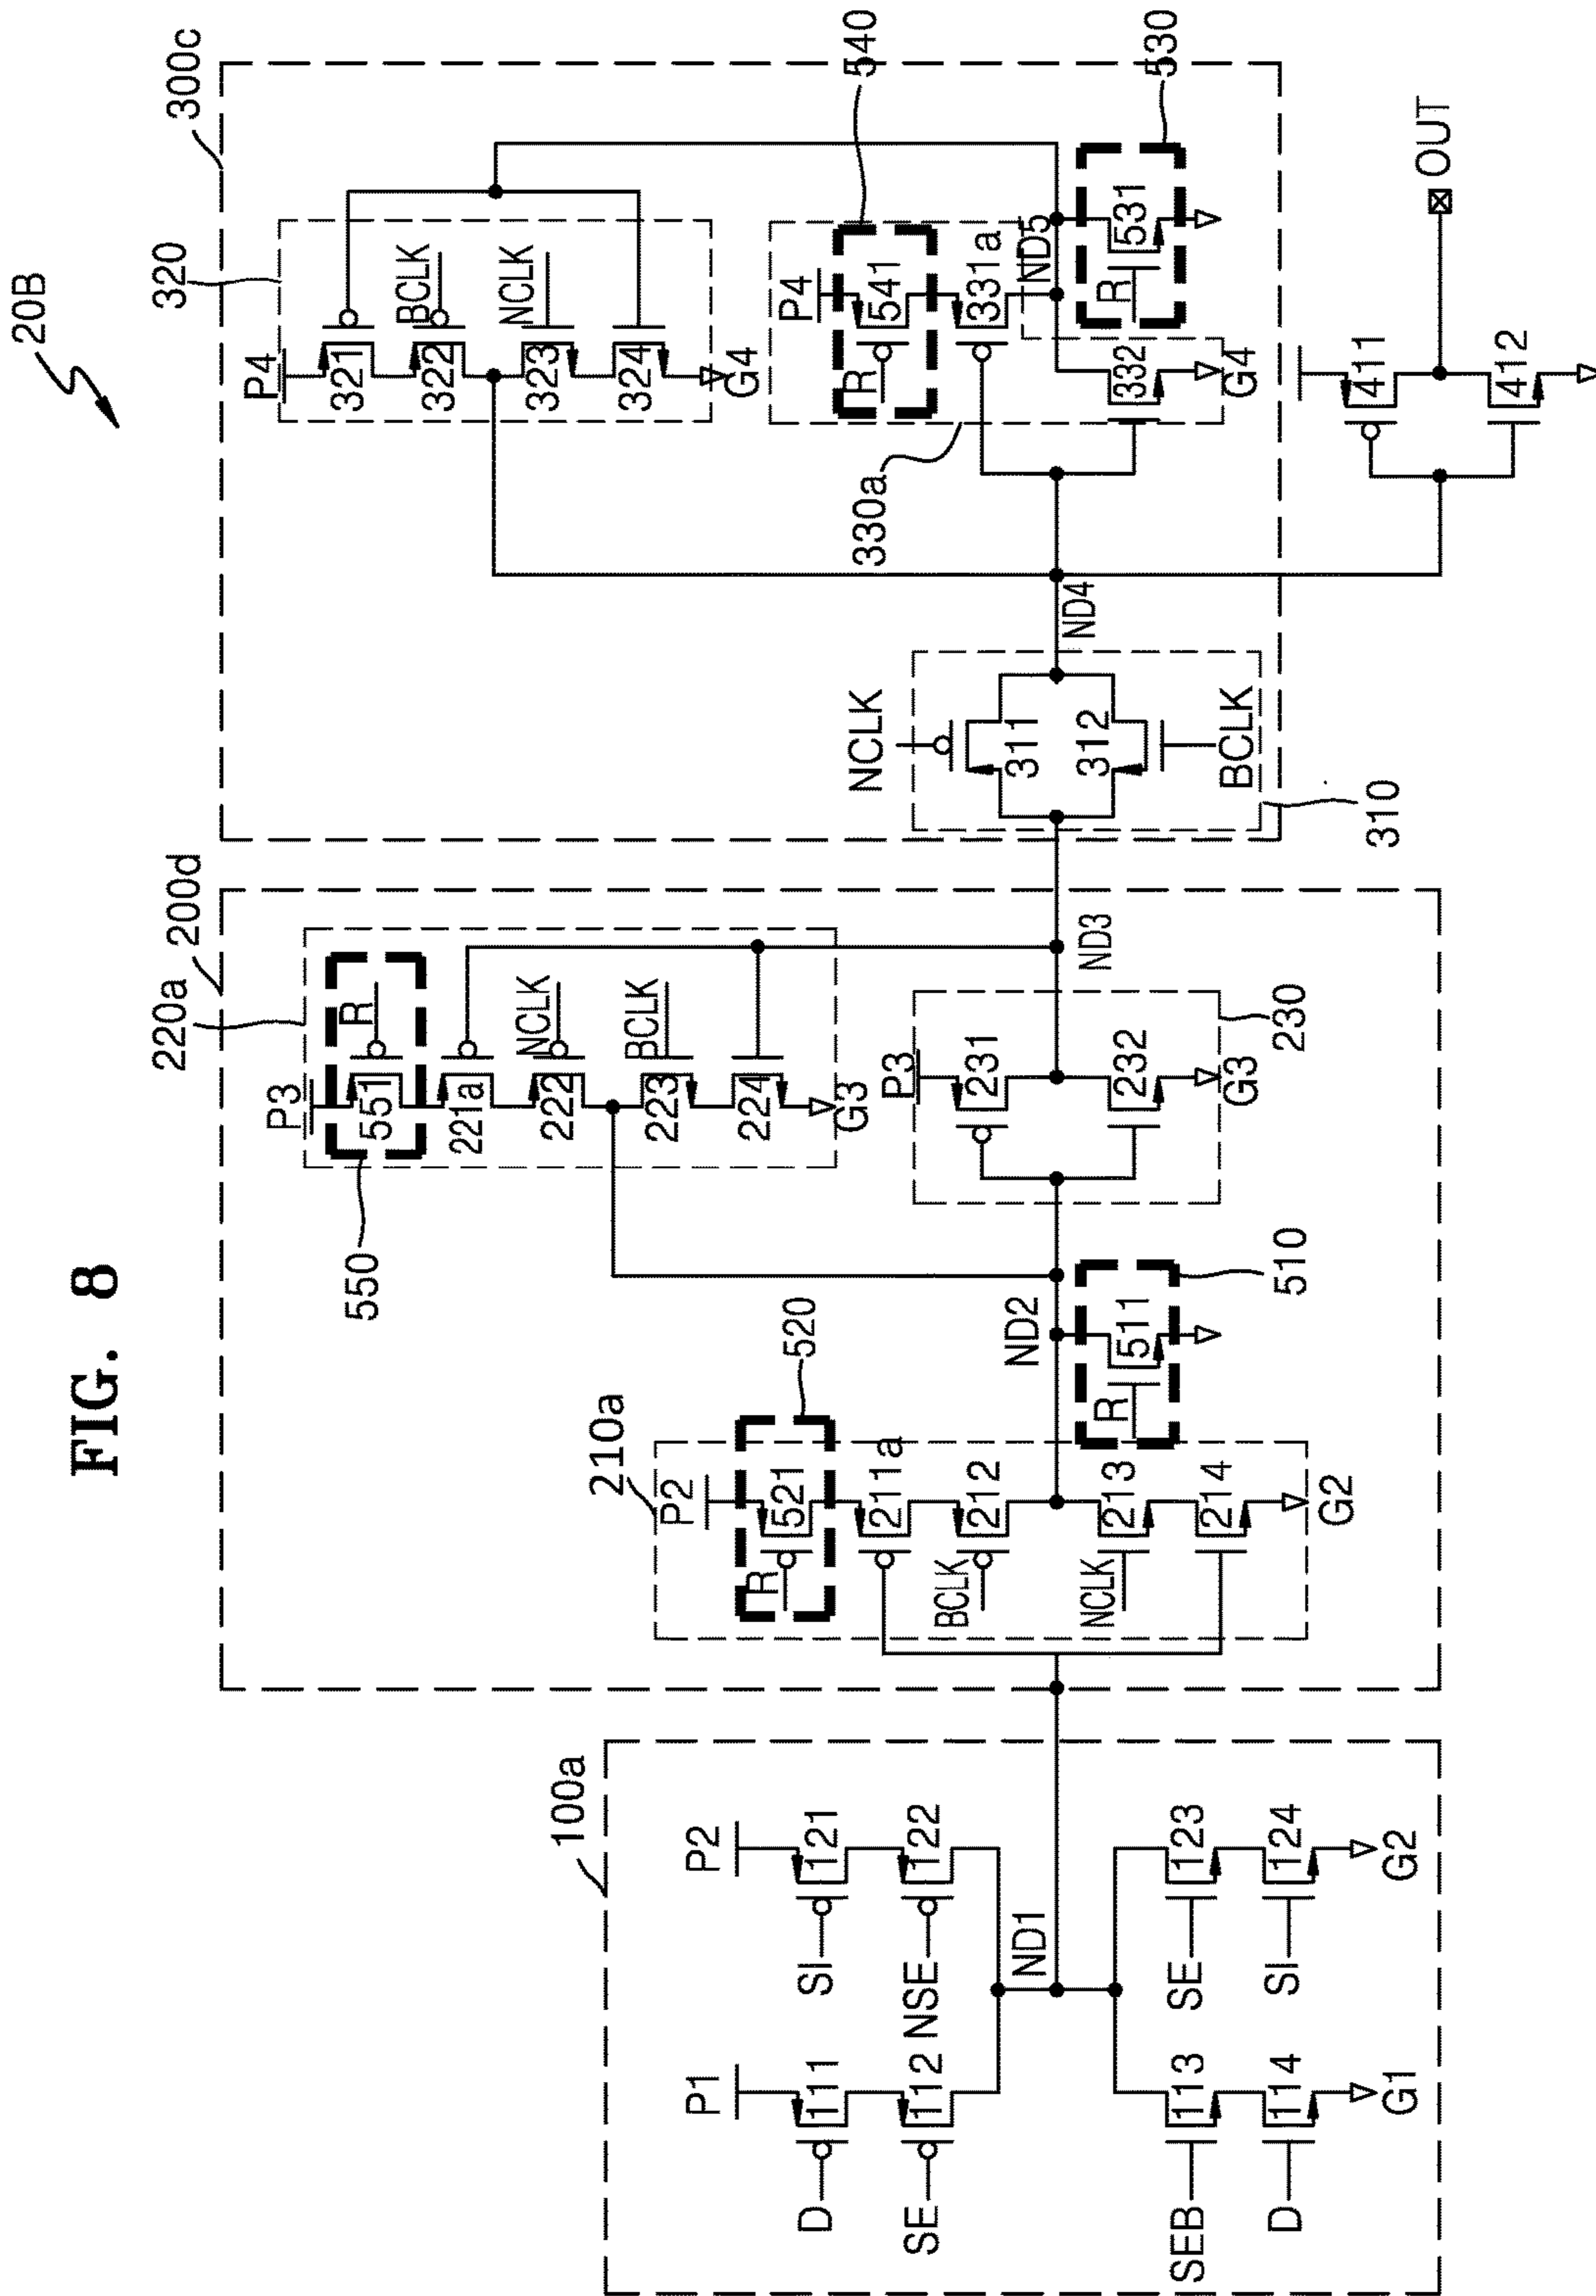 FIG. 8
20B
100a
P1
P2
D
111
SI
121
SE
112
NSE
122
ND1
SEB
113
SE
123
D
114
SI
124
G1
G2
200d
210a
P2
520
R
521
211a
BCLK
212
NCLK
213
214
G2
ND2
R
511
510
220a
550
P3
551
R
221a
222
NCLK
223
BCLK
224
G3
P3
231
232
G3
230
ND3
300c
NCLK
311
312
BCLK
310
ND4
320
P4
321
322
BCLK
323
NCLK
324
G4
330a
540
P4
R
541
331a
ND5
332
G4
R
531
530
411
412
OUT